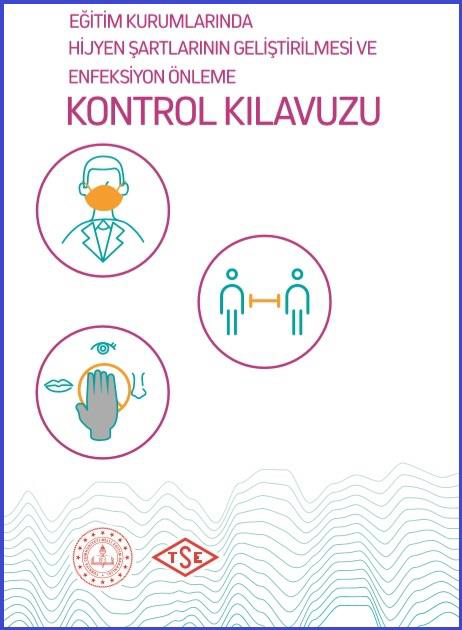 EĞİTİM KURUMLARINDA
HİJYEN ŞARTLARININ GELİŞTİRİLMESİ VE
ENFEKSİYON ÖNLEME
KONTROL KILAVUZU
TSE